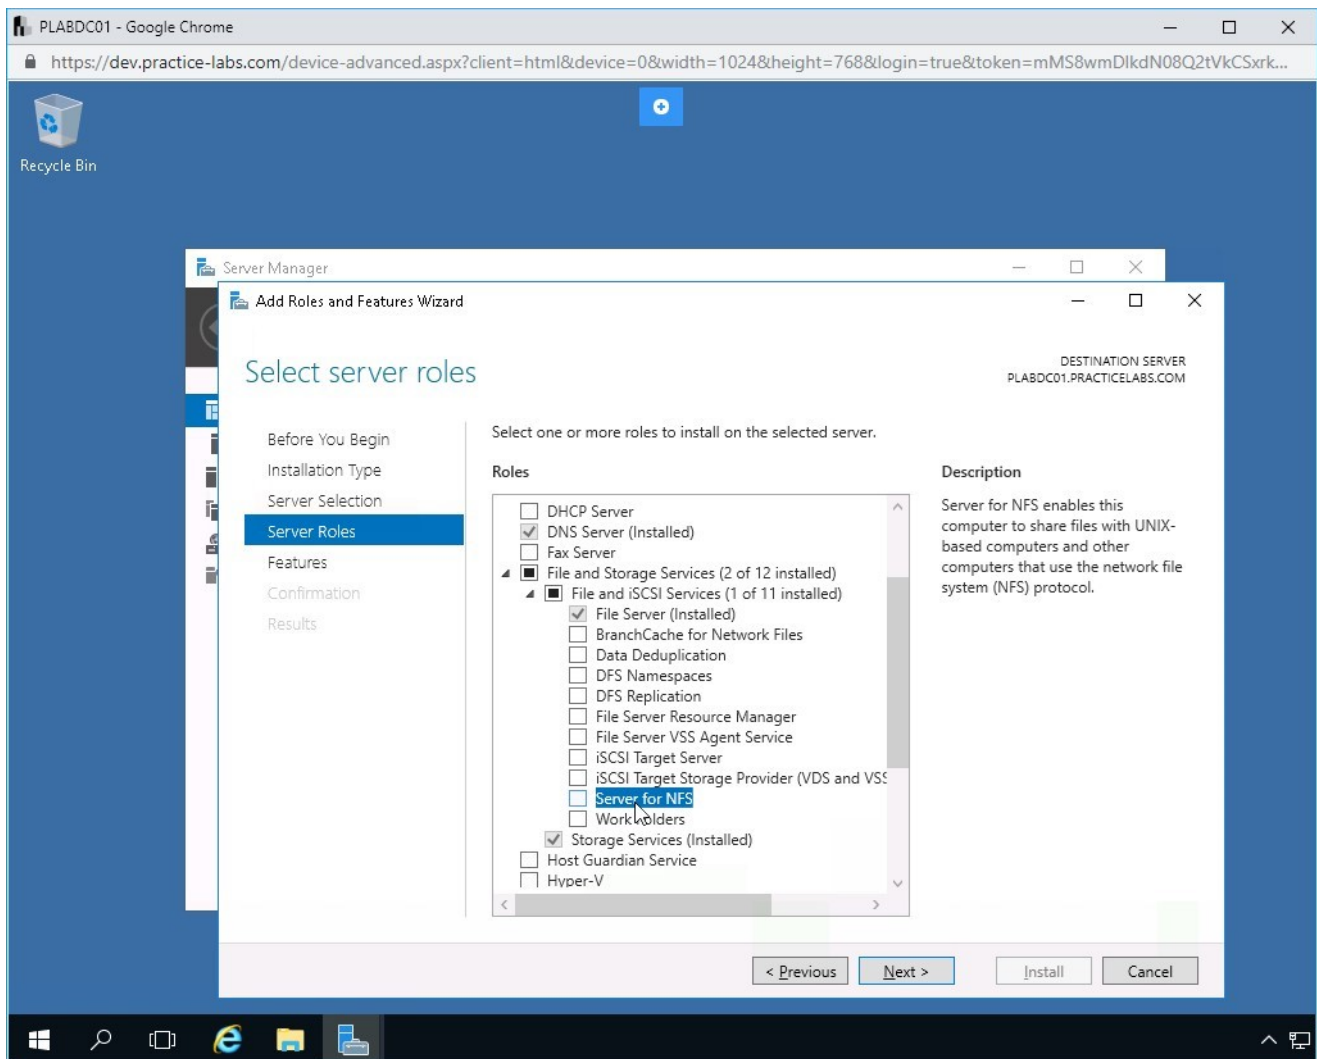 PLABDC01 - Google Chrome
https://dev.practice-labs.com/device-advanced.aspx?client=html&device=0&width=1024&height=768&login=true&token=mMS8wmDlkdN08Q2tVkCSxrk...
Recycle Bin
Server Manager
Add Roles and Features Wizard
Select server roles
DESTINATION SERVER
PLABDC01.PRACTICELABS.COM
Before You Begin
Installation Type
Server Selection
Server Roles
Features
Confirmation
Results
Select one or more roles to install on the selected server.
Roles
DHCP Server
DNS Server (Installed)
Fax Server
File and Storage Services (2 of 12 installed)
File and iSCSI Services (1 of 11 installed)
File Server (Installed)
BranchCache for Network Files
Data Deduplication
DFS Namespaces
DFS Replication
File Server Resource Manager
File Server VSS Agent Service
iSCSI Target Server
iSCSI Target Storage Provider (VDS and VSS
Server for NFS
Work Folders
Storage Services (Installed)
Host Guardian Service
Hyper-V
Description
Server for NFS enables this
computer to share files with UNIX-
based computers and other
computers that use the network file
system (NFS) protocol.
< Previous
Next >
Install
Cancel